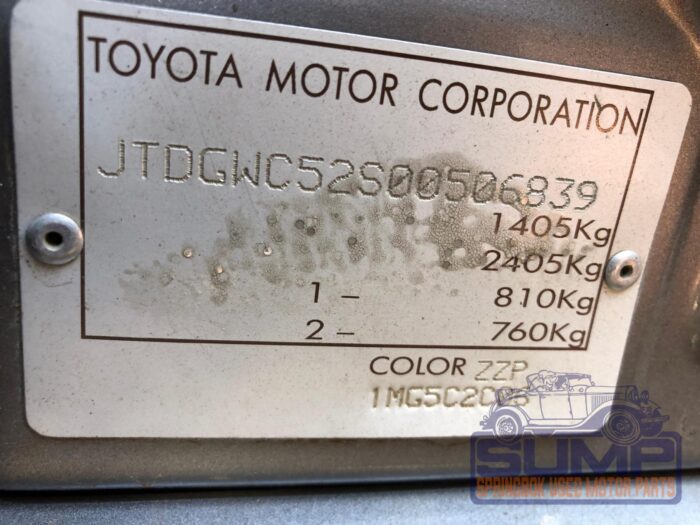 TOYOTA MOTOR CORPORATION
JTDGWC52S00506839
1405Kg
2405Kg
1 – 810Kg
2 – 760Kg
COLOR ZZP
SUMP
SPRINGBOK USED MOTOR PARTS